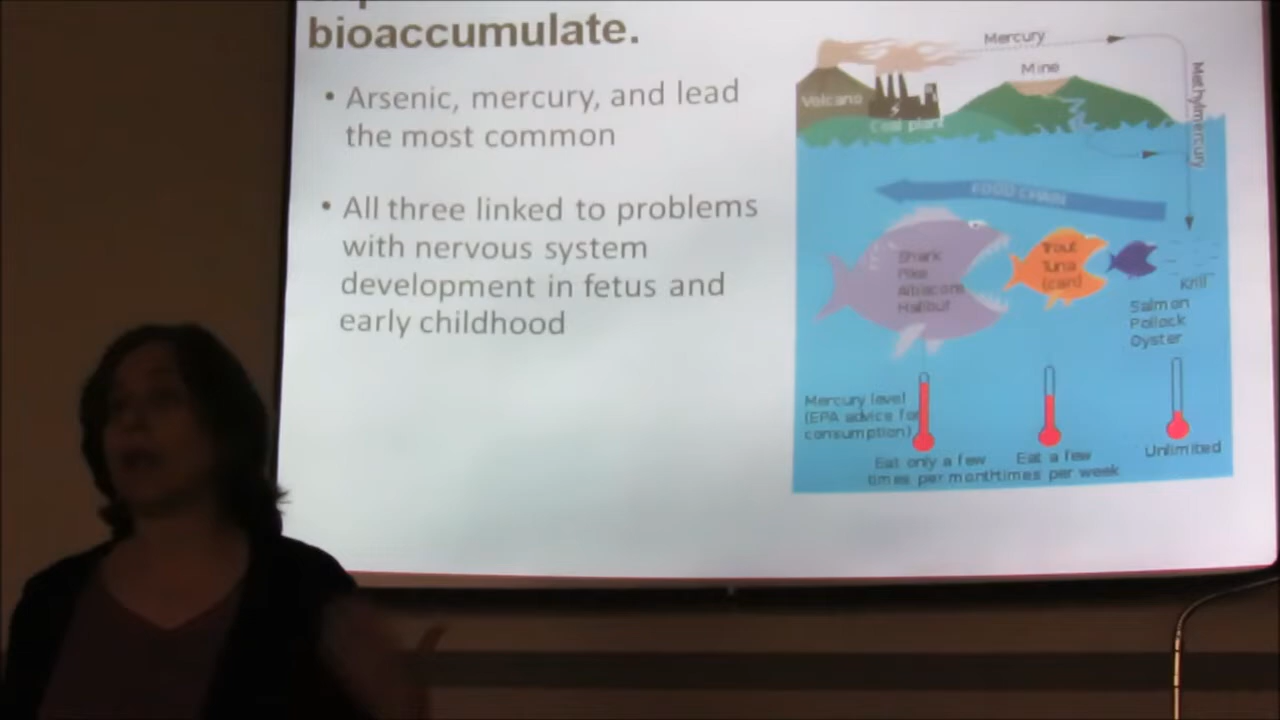 bioaccumulate.
• Arsenic, mercury, and lead
the most common
• All three linked to problems
with nervous system
development in fetus and
early childhood
Mercury
Mine
Volcano
Coal plant
Methylmercury
FOOD CHAIN
Shark
Pike
Albacore
Halibut
Trout
Tuna
(can)
Krill
Salmon
Pollock
Oyster
Mercury level
(EPA advice for
consumption)
Eat only a few
times per month
Eat a few
times per week
Unlimited